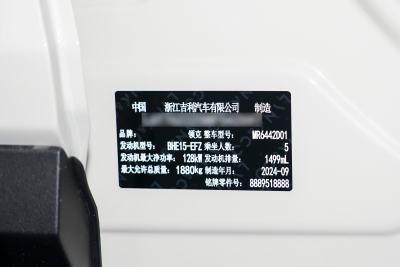 中国 浙江吉利汽车有限公司 制造
品牌: 领克 整车型号: MR6442D01
发动机型号: BHE15-EFZ 乘坐人数: 5
发动机最大净功率: 128kW 发动机排量: 1499mL
最大允许总质量: 1880kg 制造年月: 2024-09
铭牌零件号: 8889518888